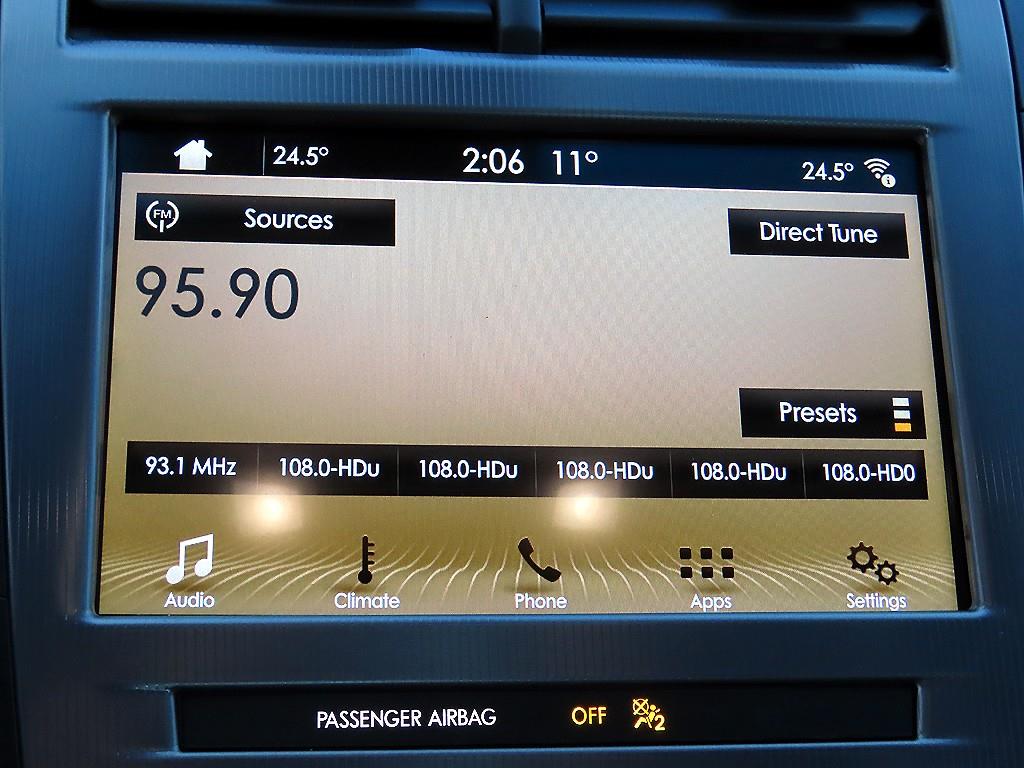 24.5° 2:06 11° 24.5°
FM Sources Direct Tune
95.90
Presets
93.1 MHz 108.0-HDu 108.0-HDu 108.0-HDu 108.0-HDu 108.0-HD0
Audio Climate Phone Apps Settings
PASSENGER AIRBAG OFF 2